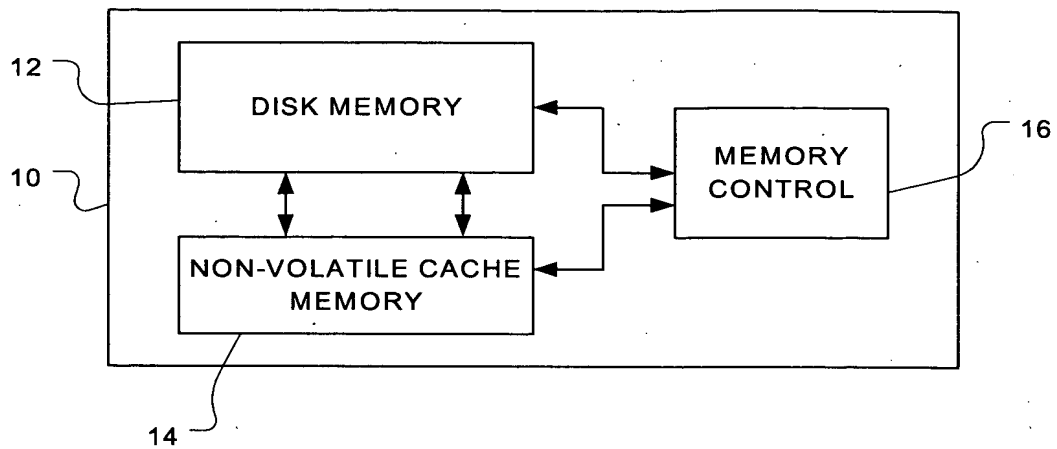 12
DISK MEMORY
16
MEMORY
CONTROL
10
NON-VOLATILE CACHE
MEMORY
14